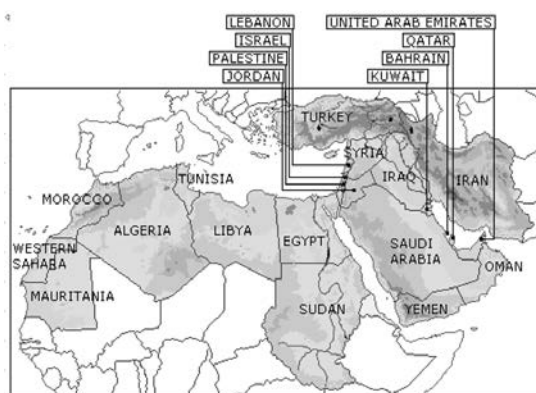 LEBANON
UNITED ARAB EMIRATES
ISRAEL
QATAR
PALESTINE
BAHRAIN
JORDAN
KUWAIT
TURKEY
SYRIA
TUNISIA
IRAQ
IRAN
MOROCCO
ALGERIA
LIBYA
EGYPT
SAUDI
ARABIA
WESTERN
SAHARA
OMAN
MAURITANIA
SUDAN
YEMEN